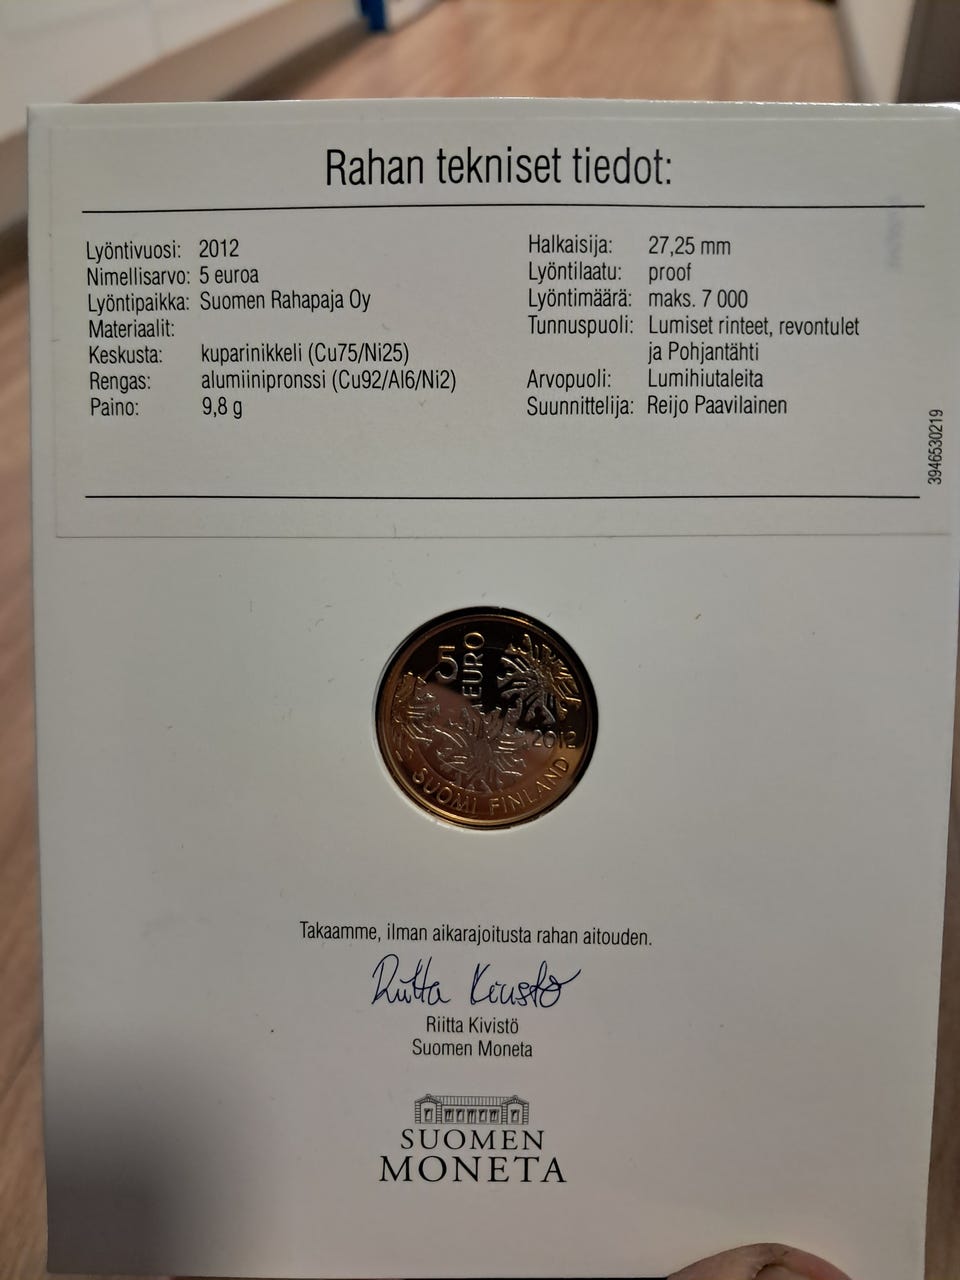 Rahan tekniset tiedot:
Lyöntivuosi: 2012
Nimellisarvo: 5 euroa
Lyöntipaikka: Suomen Rahapaja Oy
Materiaalit:
Keskusta: kuparinikkeli (Cu75/Ni25)
Rengas: alumiinipronssi (Cu92/Al6/Ni2)
Paino: 9,8 g
Halkaisija: 27,25 mm
Lyöntilaatu: proof
Lyöntimäärä: maks. 7 000
Tunnuspuoli: Lumiset rinteet, revontulet
ja Pohjantähti
Arvopuoli: Lumihiutaleita
Suunnittelija: Reijo Paavilainen
3946530219
5
EURO
2012
SUOMI FINLAND
Takaamme, ilman aikarajoitusta rahan aitouden.
Riitta Kivistö
Riitta Kivistö
Suomen Moneta
SUOMEN
MONETA